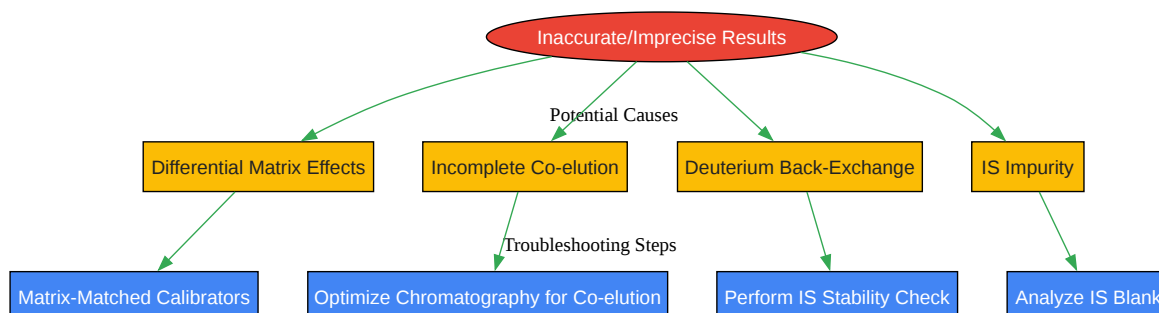 Inaccurate/Imprecise Results
Potential Causes
Differential Matrix Effects
Incomplete Co-elution
Deuterium Back-Exchange
IS Impurity
Troubleshooting Steps
Matrix-Matched Calibrators
Optimize Chromatography for Co-elution
Perform IS Stability Check
Analyze IS Blank